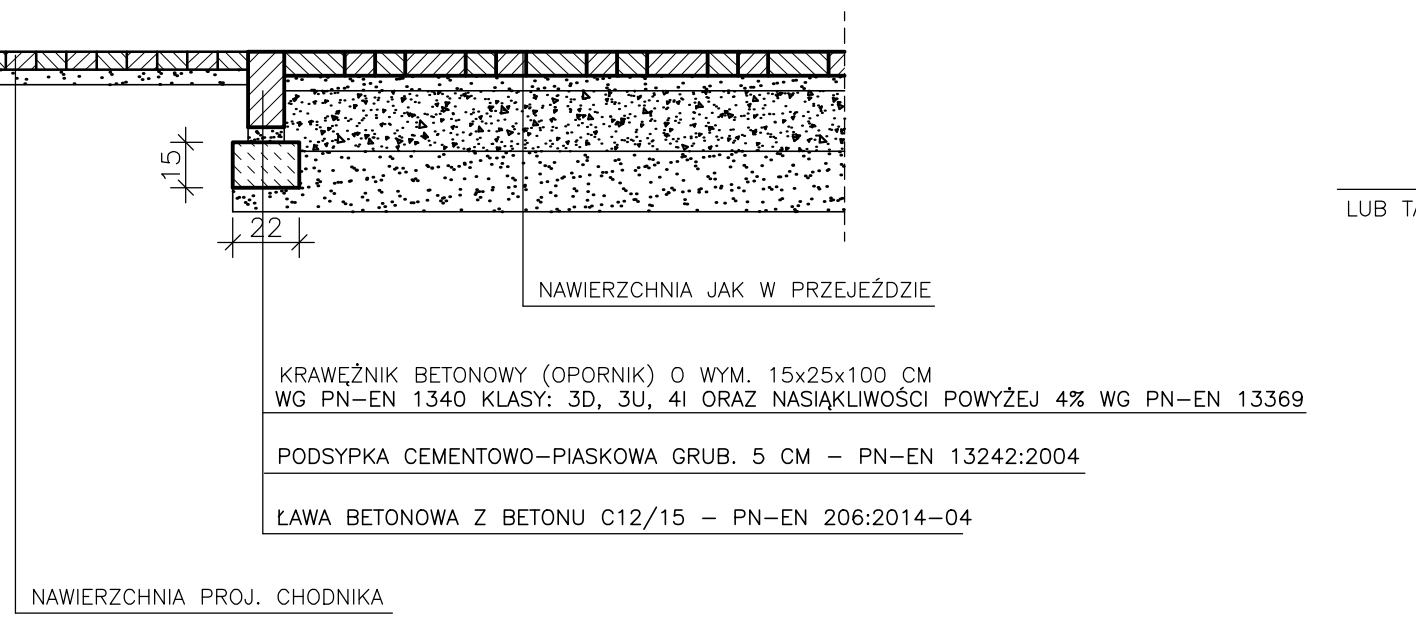 15
22
LUB
NAWIERZCHNIA JAK W PRZEJEŹDZIE
KRAWĘŻNIK BETONOWY (OPORNIK) O WYM. 15x25x100 CM
WG PN-EN 1340 KLASY: 3D, 3U, 4I ORAZ NASIĄKLIWOŚCI POWYŻEJ 4% WG PN-EN 13369
PODSYPKA CEMENTOWO-PIASKOWA GRUB. 5 CM - PN-EN 13242:2004
ŁAWA BETONOWA Z BETONU C12/15 - PN-EN 206:2014-04
NAWIERZCHNIA PROJ. CHODNIKA